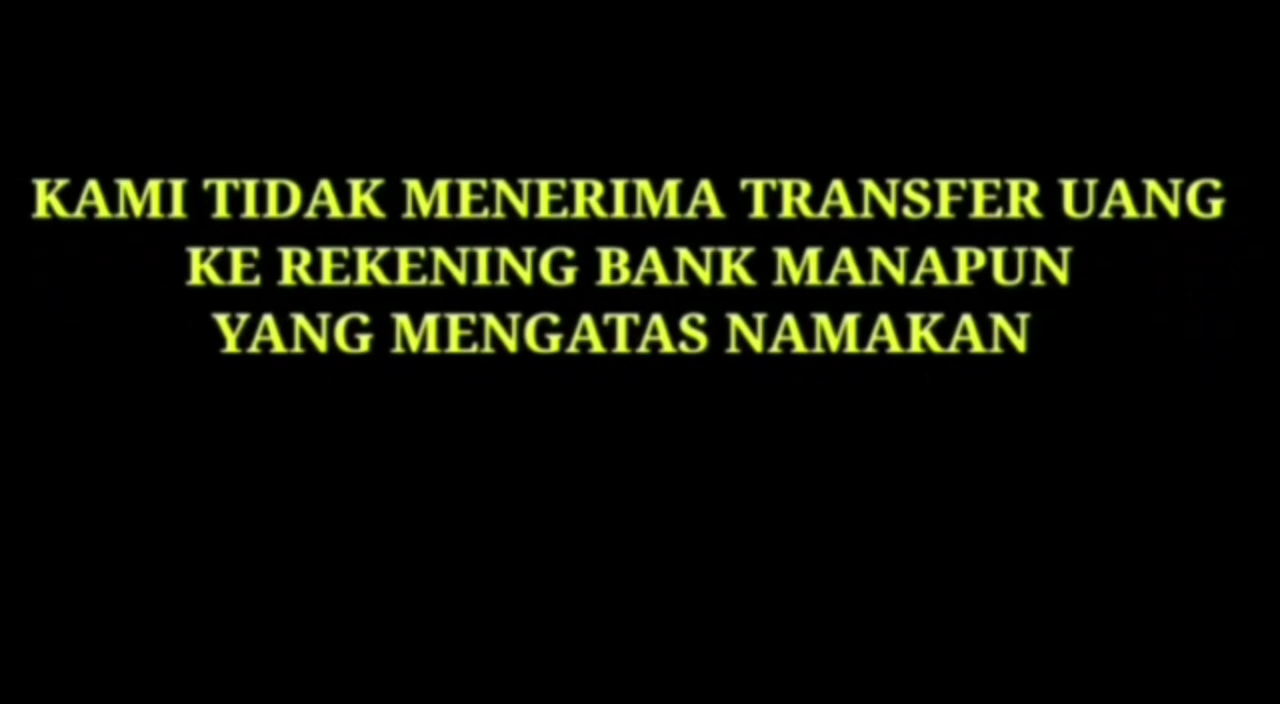 KAMI TIDAK MENERIMA TRANSFER UANG
KE REKENING BANK MANAPUN
YANG MENGATAS NAMAKAN